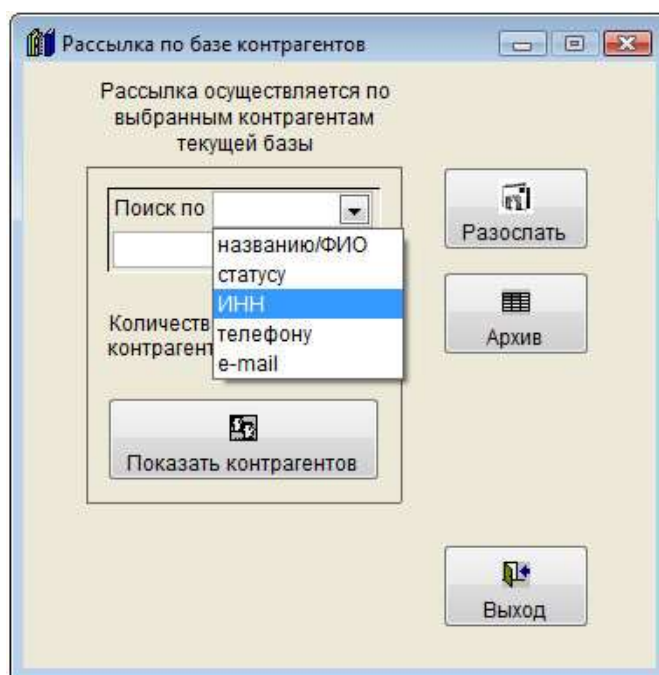 Рассылка по базе контрагентов
Рассылка осуществляется по
выбранным контрагентам
текущей базы
Поиск по
названию/ФИО
статусу
ИНН
телефону
e-mail
Количеств
контрагент
Показать контрагентов
Разослать
Архив
Выход